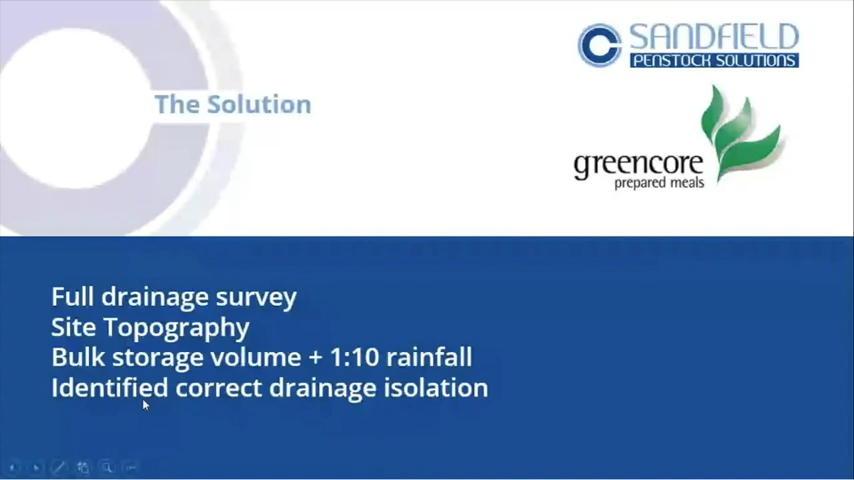 SANDFIELD
PENSTOCK SOLUTIONS
The Solution
greencore
prepared meals
Full drainage survey
Site Topography
Bulk storage volume + 1:10 rainfall
Identified correct drainage isolation